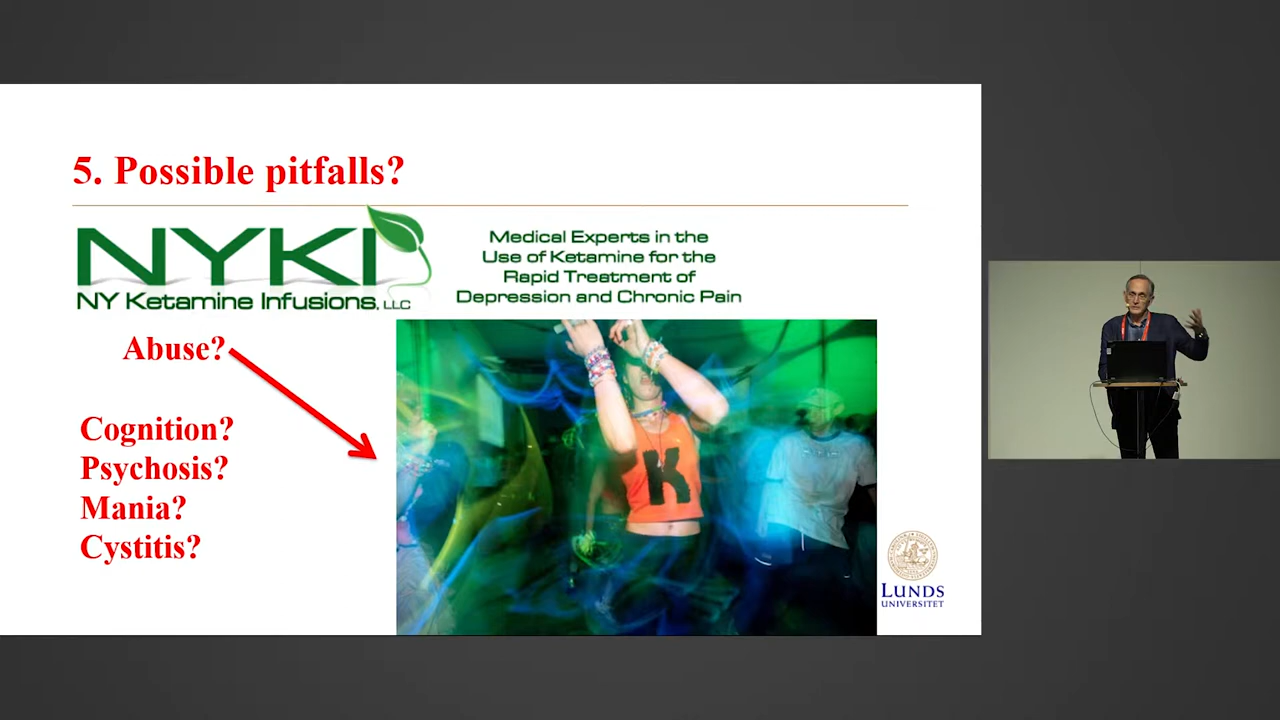 5. Possible pitfalls?
NYKI
NY Ketamine Infusions, LLC
Medical Experts in the
Use of Ketamine for the
Rapid Treatment of
Depression and Chronic Pain
Abuse?
Cognition?
Psychosis?
Mania?
Cystitis?
K
LUNDS
UNIVERSITET